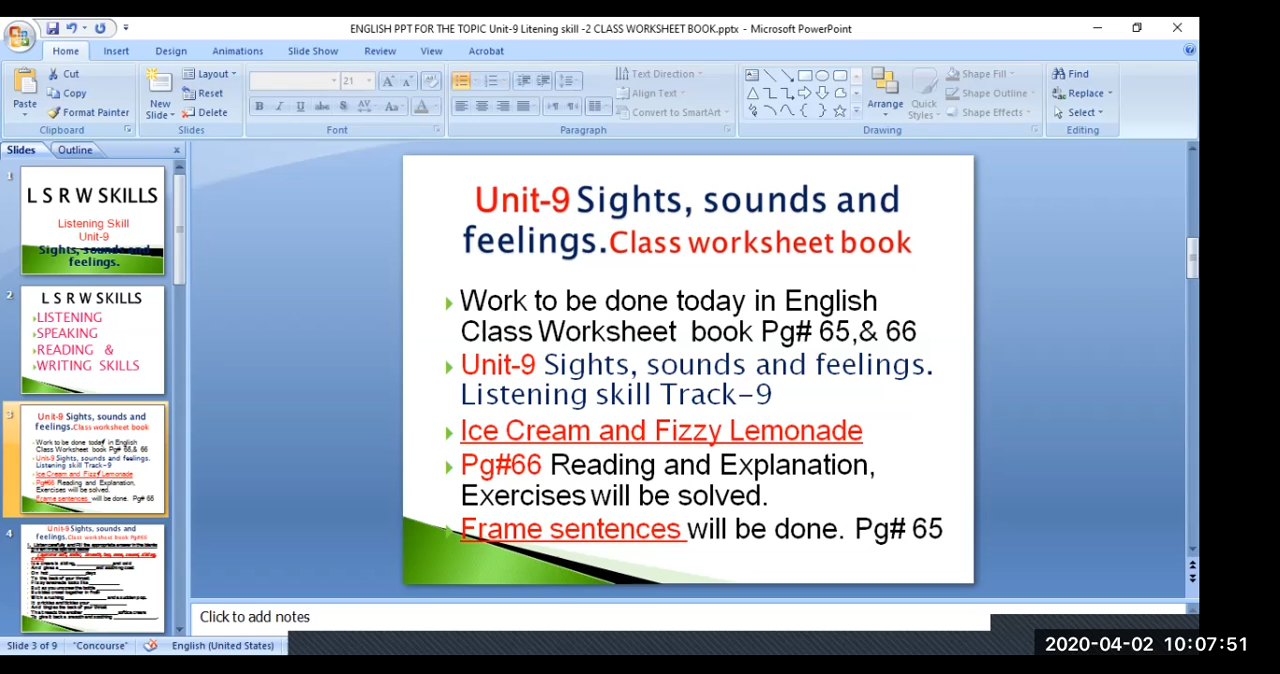 ENGLISH PPT FOR THE TOPIC Unit-9 Litening skill -2 CLASS WORKSHEET BOOK.pptx - Microsoft PowerPoint
Home Insert Design Animations Slide Show Review View Acrobat
Paste
Cut
Copy
Format Painter
Clipboard
New Slide
Layout
Reset
Delete
Slides
21
Font
Text Direction
Align Text
Convert to SmartArt
Paragraph
Arrange
Quick Styles
Shape Fill
Shape Outline
Shape Effects
Drawing
Find
Replace
Select
Editing
Slides Outline
1
L S R W SKILLS
Listening Skill
Unit-9
Sights, sounds and
feelings.
2
L S R W SKILLS
LISTENING
SPEAKING
READING &
WRITING SKILLS
3
Unit-9 Sights, sounds and
feelings.Class worksheet book
Work to be done today in English
Class Worksheet book Pg# 65,& 66
Unit-9 Sights, sounds and feelings.
Listening skill Track-9
Ice Cream and Fizzy Lemonade
Pg#66 Reading and Explanation,
Exercises will be solved.
Frame sentences will be done. Pg# 65
4
Unit-9 Sights, sounds and
Unit-9 Sights, sounds and
feelings.Class worksheet book
Work to be done today in English
Class Worksheet book Pg# 65,& 66
Unit-9 Sights, sounds and feelings.
Listening skill Track-9
Ice Cream and Fizzy Lemonade
Pg#66 Reading and Explanation,
Exercises will be solved.
Frame sentences will be done. Pg# 65
Click to add notes
Slide 3 of 9 "Concourse" English (United States)
2020-04-02 10:07:51